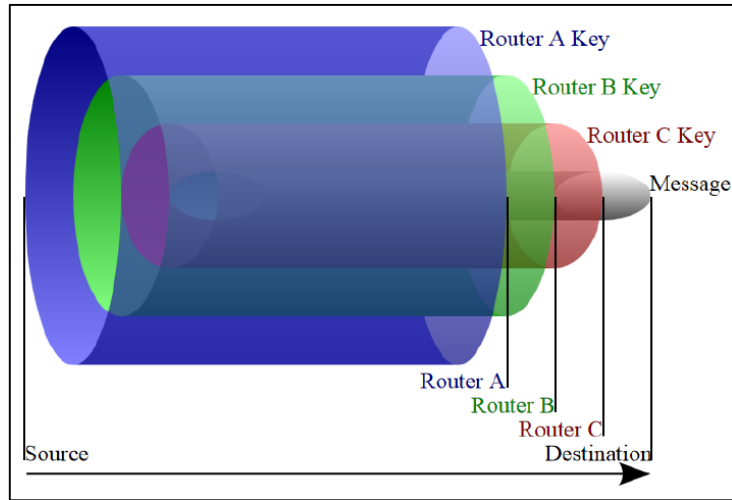 Router A Key
Router B Key
Router C Key
Message
Router A
Router B
Router C
Source
Destination